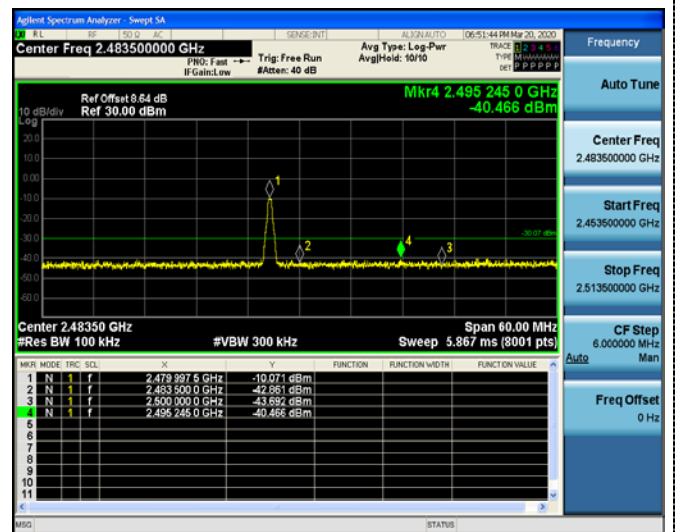 Agilent Spectrum Analyzer - Swept SA
RL RF 50 Ω AC SENSE:INT ALIGN AUTO 06:51:44 PM Mar 20, 2020
Center Freq 2.483500000 GHz
PNO: Fast Trig: Free Run Avg Type: Log-Pwr TRACE 1 2 3 4 5 6
IFGain:Low #Atten: 40 dB Avg|Hold: 10/10 TYPE M
DET P P P P P P
Ref Offset 8.64 dB Mkr4 2.495 245 0 GHz
10 dB/div Ref 30.00 dBm -40.466 dBm
Log
20.0
10.0
0.00
-10.0
-20.0
-30.0
-40.0
-50.0
-60.0
1
2
3
4
-30.07 dBm
Center 2.48350 GHz Span 60.00 MHz
#Res BW 100 kHz #VBW 300 kHz Sweep 5.867 ms (8001 pts)
MKR MODE TRC SCL X Y FUNCTION FUNCTION WIDTH FUNCTION VALUE
1 N 1 f 2.479 997 5 GHz -10.071 dBm
2 N 1 f 2.483 500 0 GHz -42.861 dBm
3 N 1 f 2.500 000 0 GHz -43.692 dBm
4 N 1 f 2.495 245 0 GHz -40.466 dBm
5
6
7
8
9
10
11
MSG STATUS
Frequency
Auto Tune
Center Freq
2.483500000 GHz
Start Freq
2.453500000 GHz
Stop Freq
2.513500000 GHz
CF Step
6.000000 MHz
Auto Man
Freq Offset
0 Hz